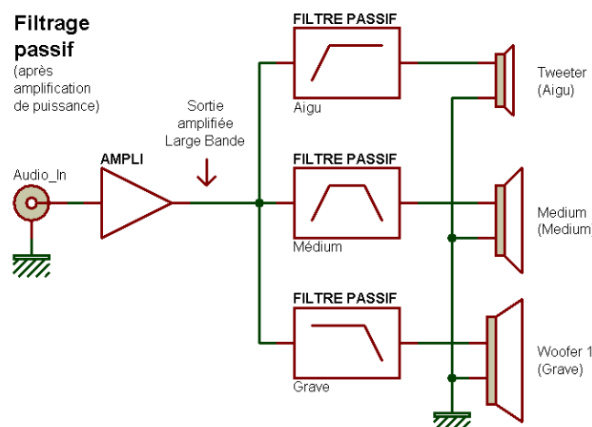 Filtrage
passif
(après
amplification
de puissance)
Audio_In
AMPLI
Sortie
amplifiée
Large Bande
FILTRE PASSIF
Aigu
Tweeter
(Aigu)
FILTRE PASSIF
Médium
Medium
(Medium)
FILTRE PASSIF
Grave
Woofer 1
(Grave)